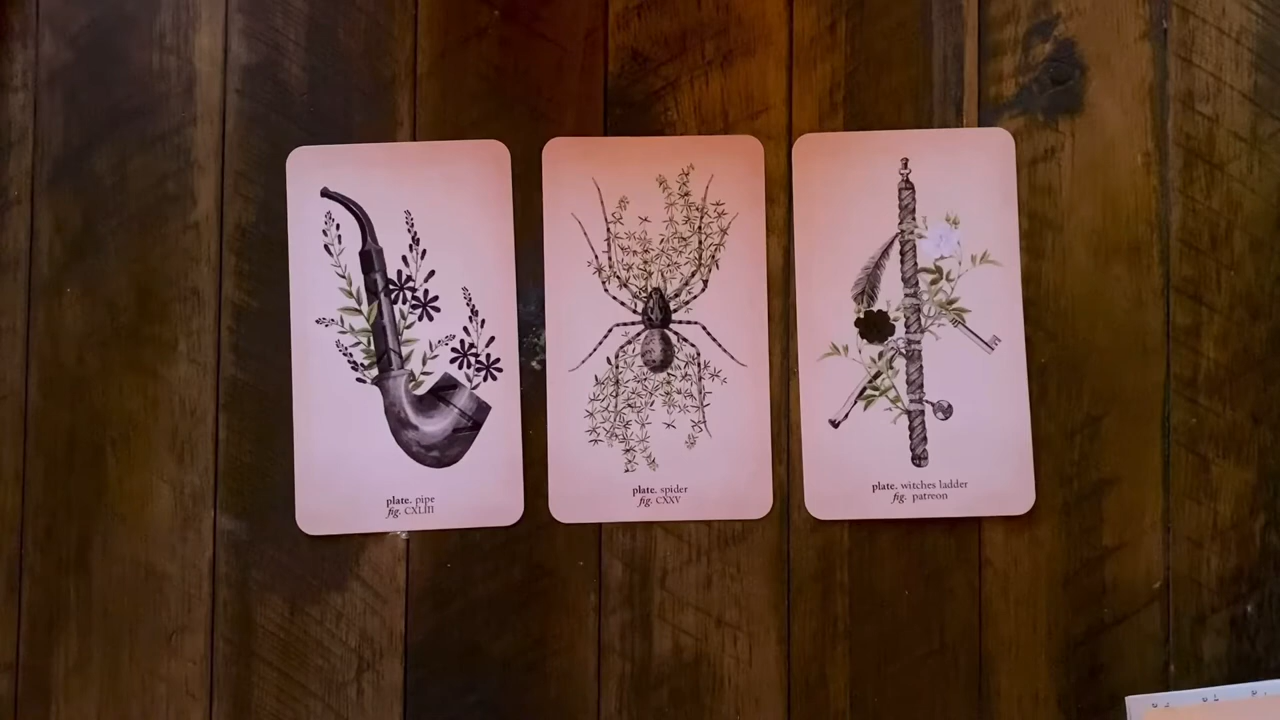 plate. pipe
fig. CXLIII
plate. spider
fig. CXXV
plate. witches ladder
fig. patreon